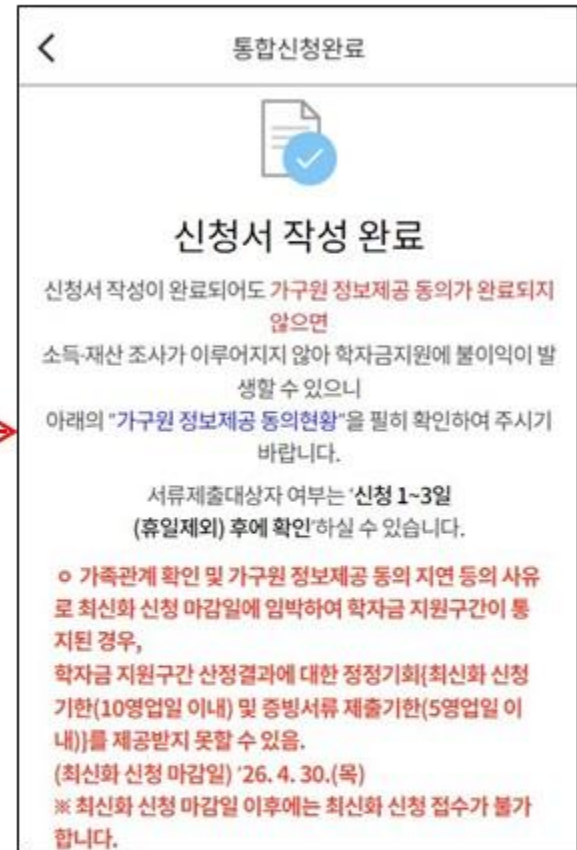 통합신청완료
신청서 작성 완료
신청서 작성이 완료되어도 가구원 정보제공 동의가 완료되지
않으면
소득·재산 조사가 이루어지지 않아 학자금지원에 불이익이 발
생할 수 있으니
아래의 "가구원 정보제공 동의현황"을 필히 확인하여 주시기
바랍니다.
서류제출대상자 여부는 '신청 1~3일
(휴일제외) 후에 확인'하실 수 있습니다.
ㅇ 가족관계 확인 및 가구원 정보제공 동의 지연 등의 사유
로 최신화 신청 마감일에 임박하여 학자금 지원구간이 통
지된 경우,
학자금 지원구간 산정결과에 대한 정정기회{최신화 신청
기한(10영업일 이내) 및 증빙서류 제출기한(5영업일 이
내)}를 제공받지 못할 수 있음.
(최신화 신청 마감일) '26. 4. 30.(목)
※ 최신화 신청 마감일 이후에는 최신화 신청 접수가 불가
합니다.